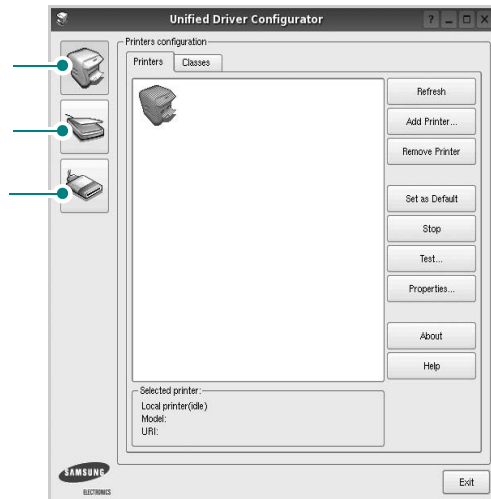 Unified Driver Configurator
Printers configuration
Printers
Classes
Refresh
Add Printer...
Remove Printer
Set as Default
Stop
Test...
Properties...
About
Help
Selected printer:
Local printer(idle)
Model:
URI:
SAMSUNG
ELECTRONICS
Exit